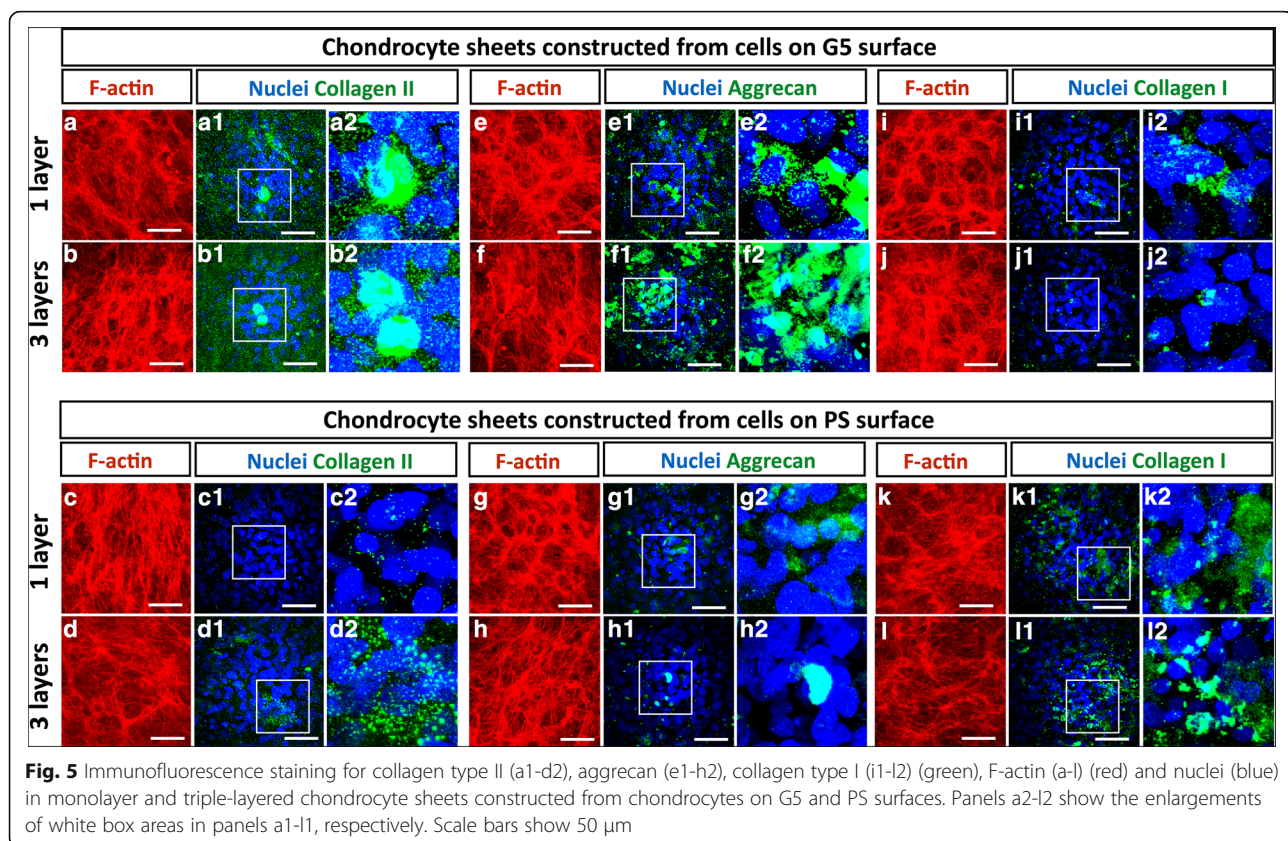 Chondrocyte sheets constructed from cells on G5 surface
F-actin Nuclei Collagen II F-actin Nuclei Aggrecan F-actin Nuclei Collagen I
1 layer
a a1 a2 e e1 e2 i i1 i2
3 layers
b b1 b2 f f1 f2 j j1 j2
Chondrocyte sheets constructed from cells on PS surface
F-actin Nuclei Collagen II F-actin Nuclei Aggrecan F-actin Nuclei Collagen I
1 layer
c c1 c2 g g1 g2 k k1 k2
3 layers
d d1 d2 h h1 h2 l l1 l2
Fig. 5 Immunofluorescence staining for collagen type II (a1-d2), aggrecan (e1-h2), collagen type I (i1-l2) (green), F-actin (a-l) (red) and nuclei (blue)
in monolayer and triple-layered chondrocyte sheets constructed from chondrocytes on G5 and PS surfaces. Panels a2-l2 show the enlargements
of white box areas in panels a1-l1, respectively. Scale bars show 50 μm